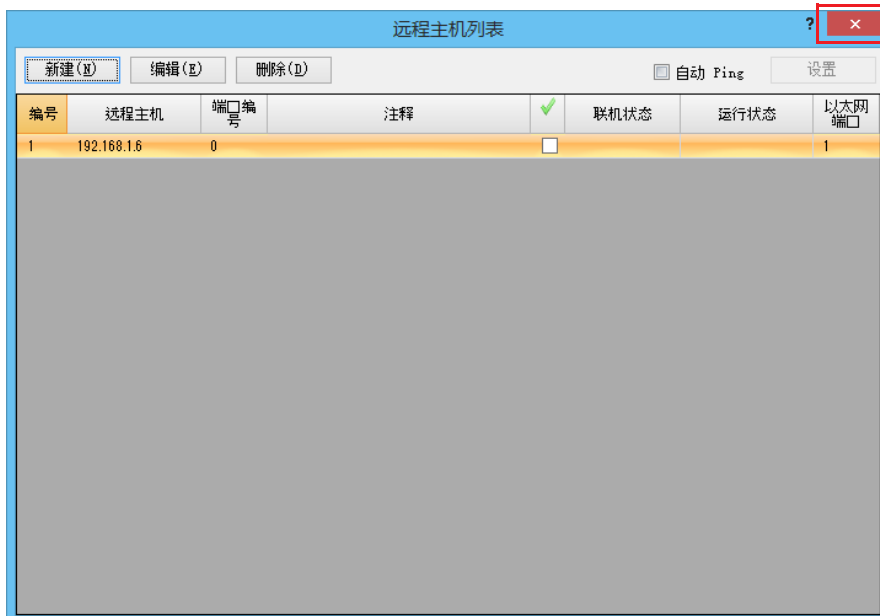 远程主机列表
?
×
新建(N) 编辑(E) 删除(D) 自动 Ping 设置
编号 远程主机 端口编号 注释 联机状态 运行状态 以太网端口
1 192.168.1.6 0 1